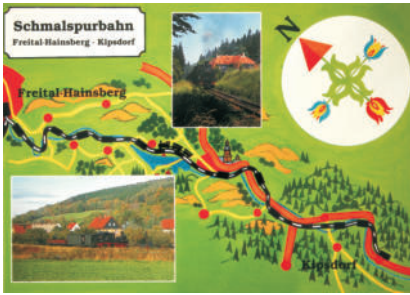 Schmalspurbahn
Freital-Hainsberg - Kipsdorf
N
Freital-Hainsberg
Kipsdorf